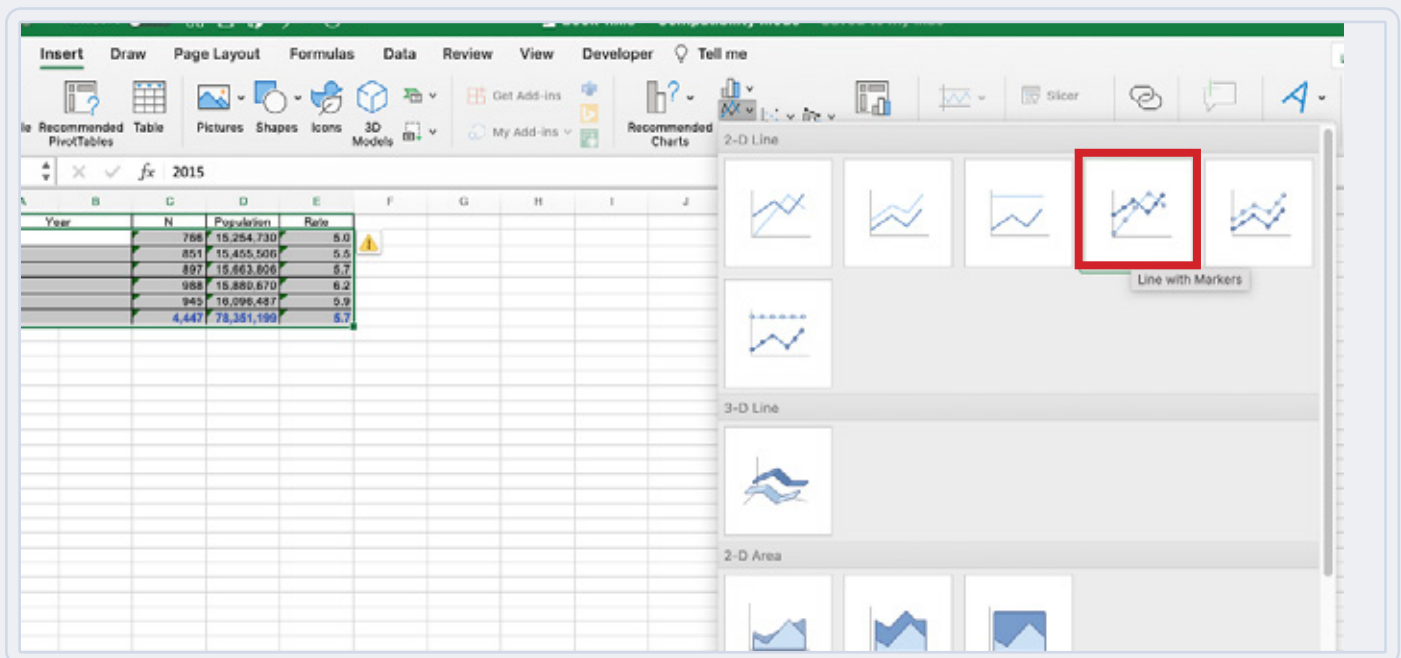 Insert Draw Page Layout Formulas Data Review View Developer Tell me
Get Add-ins
Slicer
Recommended PivotTables
Table
Pictures
Shapes
Icons
3D Models
My Add-ins
Recommended Charts
fx 2015
2-D Line
B C D E F G H I J
Year N Population Rate
766 15,254,730 5.0
851 15,455,506 5.5
897 15,663,806 5.7
988 15,880,670 6.2
945 16,096,487 5.9
4,447 78,351,199 5.7
Line with Markers
3-D Line
2-D Area